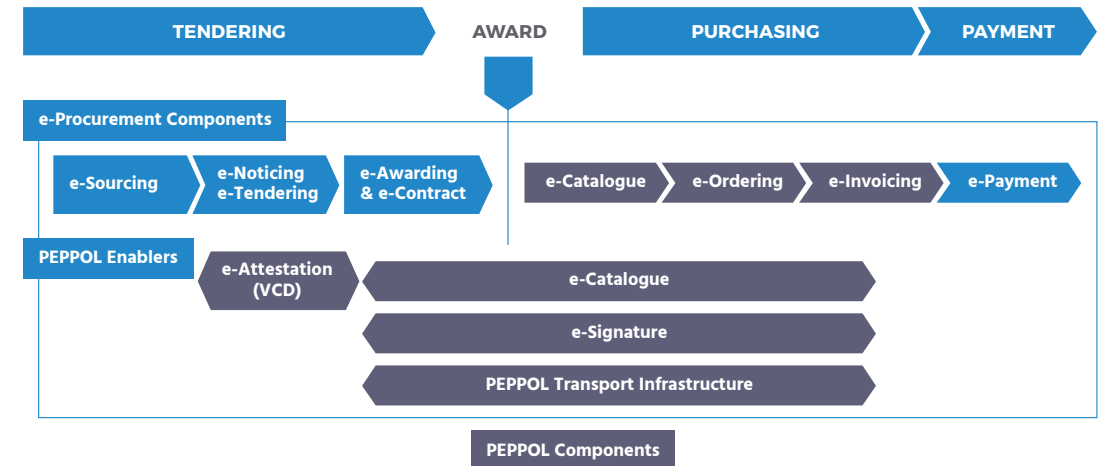 TENDERING
AWARD
PURCHASING
PAYMENT
e-Procurement Components
e-Sourcing
e-Noticing
e-Tendering
e-Awarding
& e-Contract
e-Catalogue
e-Ordering
e-Invoicing
e-Payment
PEPPOL Enablers
e-Attestation
(VCD)
e-Catalogue
e-Signature
PEPPOL Transport Infrastructure
PEPPOL Components